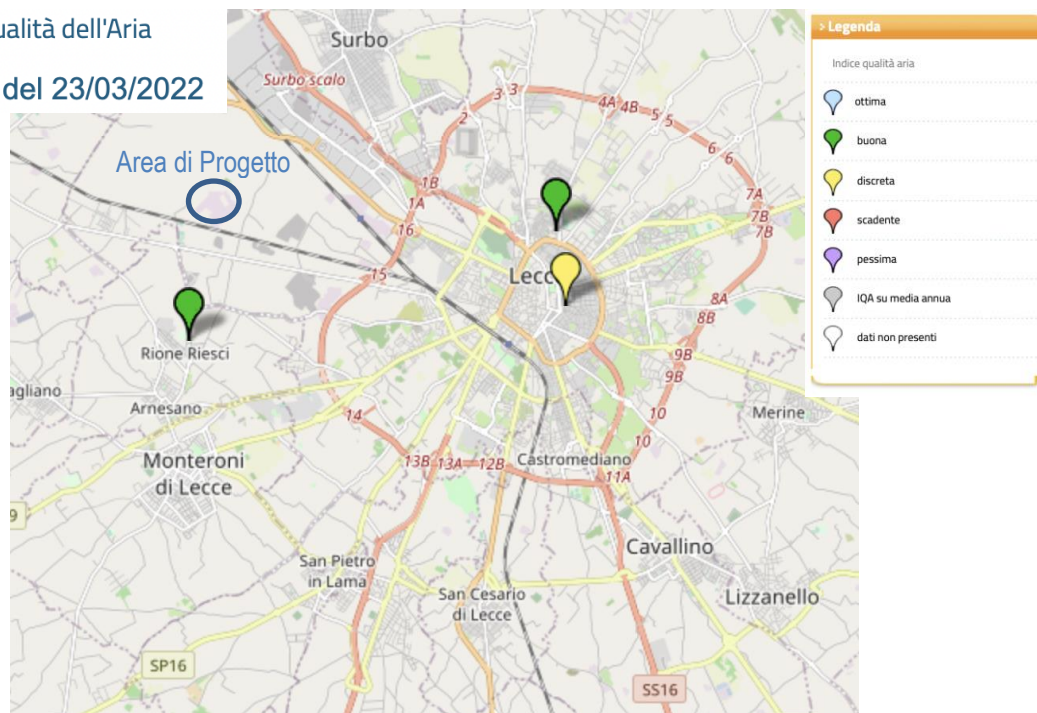 ualità dell'Aria
del 23/03/2022
Area di Progetto
Surbo
Surbo scalo
3 3
2
4A 4B
5 5
6
6
1B
1A
7A
7B
7B
16
15
Lecc
8A
8B
Rione Riesci
9B
9B
agliano
Arnesano
14
10
Merine
10
Monteroni
di Lecce
13B 13A 12B
Castromediano
11A
9
Cavallino
San Pietro
in Lama
San Cesario
di Lecce
Lizzanello
SP16
SS16
> Legenda
Indice qualità aria
ottima
buona
discreta
scadente
pessima
IQA su media annua
dati non presenti